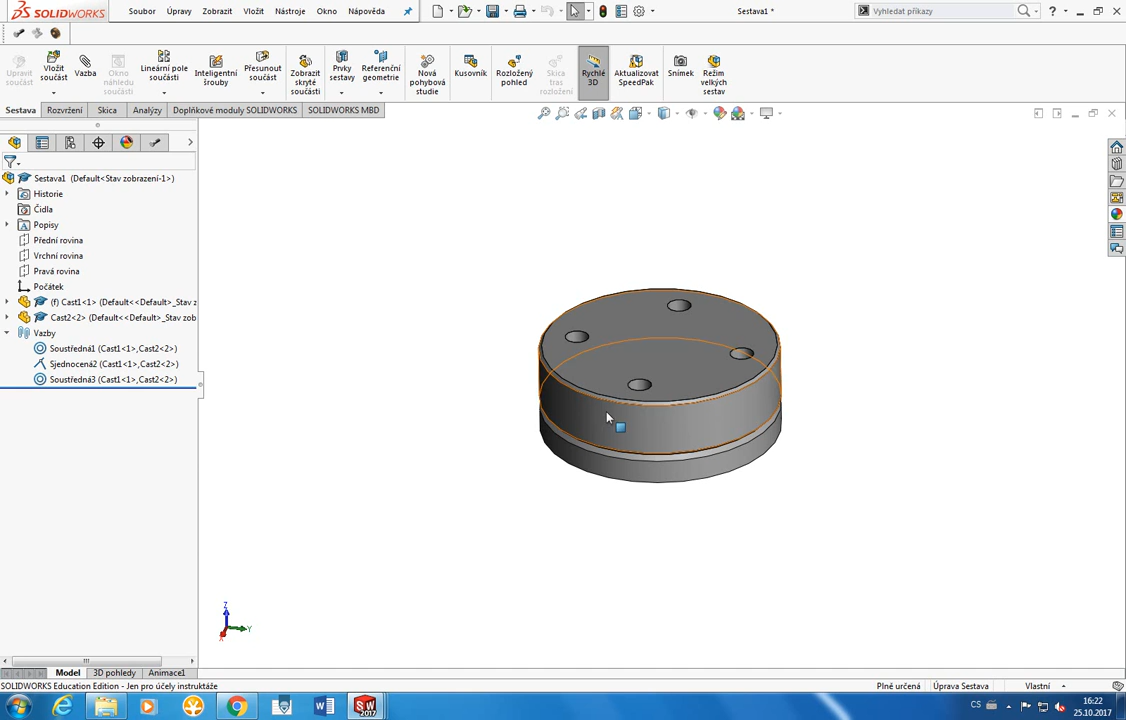 SOLIDWORKS
Soubor Úpravy Zobrazit Vložit Nástroje Okno Nápověda
Sestava1 *
Vyhledat příkazy
Upravit součást
Vložit součást
Vazba
Okno náhledu součásti
Lineární pole součásti
Inteligentní šrouby
Přesunout součást
Zobrazit skryté součásti
Prvky sestavy
Referenční geometrie
Nová pohybová studie
Kusovník
Rozložený pohled
Skica tras rozložení
Rychlé 3D
Aktualizovat SpeedPak
Snímek
Režim velkých sestav
Sestava Rozvržení Skica Analýzy Doplňkové moduly SOLIDWORKS SOLIDWORKS MBD
Sestava1 (Default<Stav zobrazení-1>)
Historie
Čidla
Popisy
Přední rovina
Vrchní rovina
Pravá rovina
Počátek
(f) Cast1<1> (Default<<Default>_Stav z
Cast2<2> (Default<<Default>_Stav zob
Vazby
Soustředná1 (Cast1<1>,Cast2<2>)
Sjednocená2 (Cast1<1>,Cast2<2>)
Soustředná3 (Cast1<1>,Cast2<2>)
Z
Y
X
Model 3D pohledy Animace1
SOLIDWORKS Education Edition - Jen pro účely instruktáže
Plně určená Úprava Sestava Vlastní
CS
16:22
25.10.2017
SW
2017